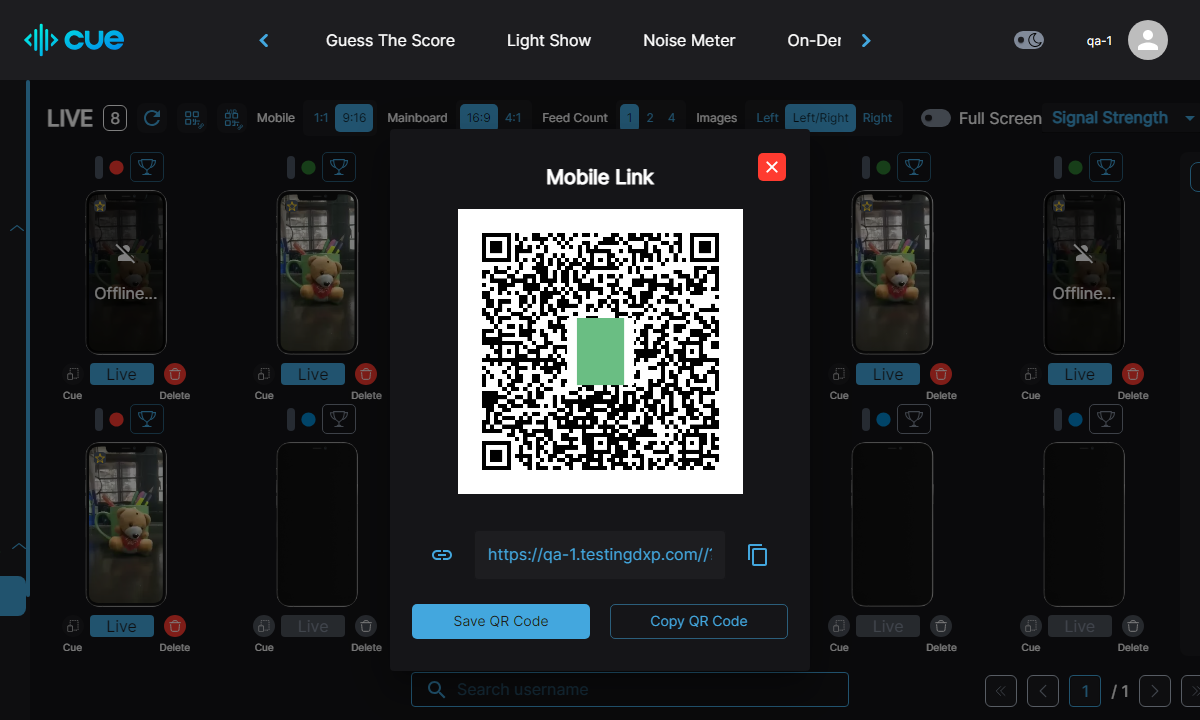 cue
Guess The Score
Light Show
Noise Meter
On-Der
qa-1
LIVE
8
Mobile
1:1
9:16
Mainboard
16:9
4:1
Feed Count
1
2
4
Images
Left
Left/Right
Right
Full Screen
Signal Strength
Mobile Link
Offline...
Offline...
Live
Live
Live
Live
Cue
Delete
Cue
Delete
Cue
Delete
Cue
Delete
https://qa-1.testingdxp.com//
Save QR Code
Copy QR Code
Live
Live
Live
Live
Cue
Delete
Cue
Delete
Cue
Delete
Cue
Delete
Search username
1
/ 1